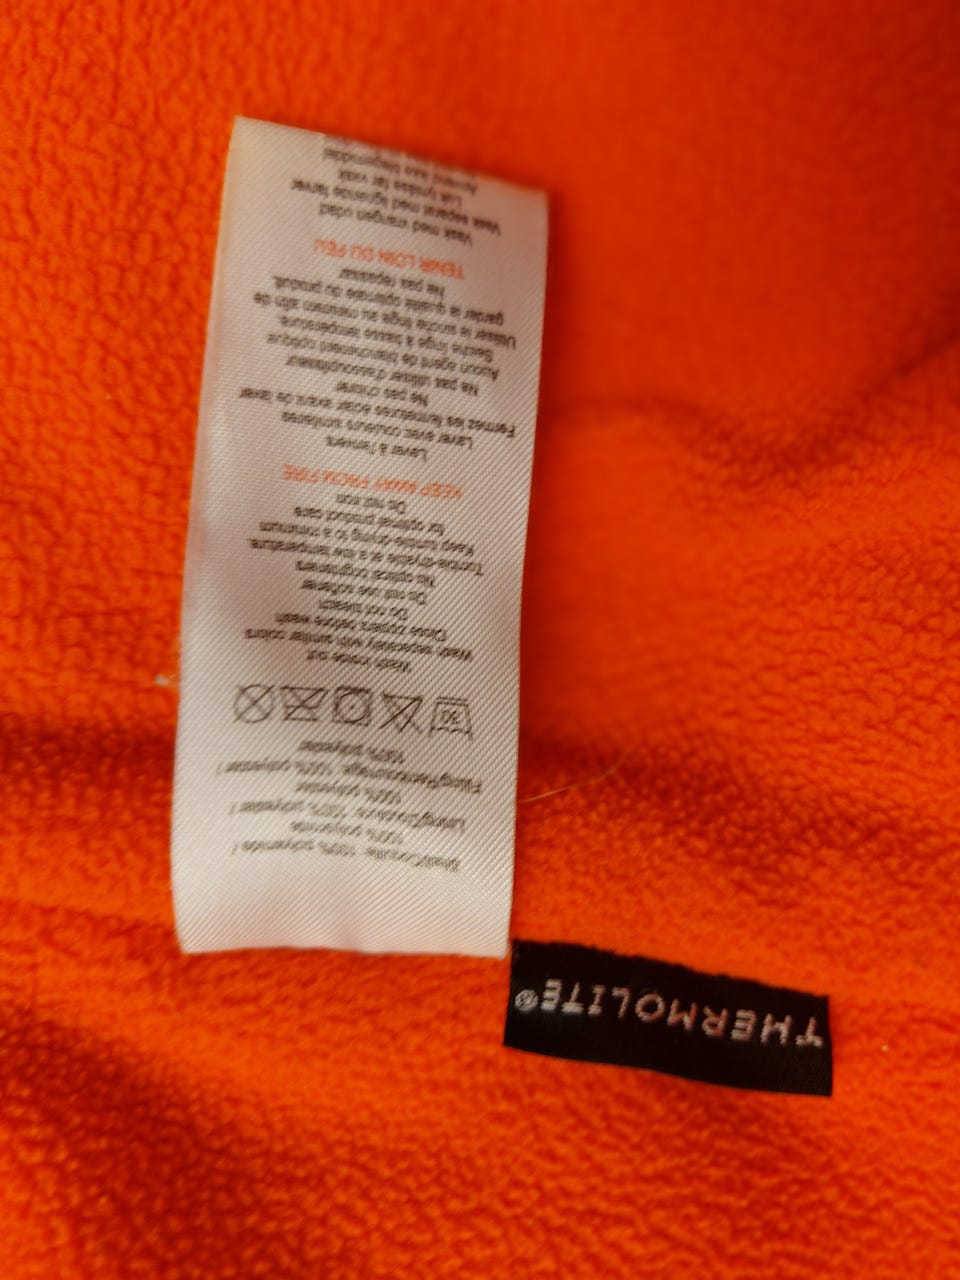 Shell/Coquille: 100% polyamide /
100% polyamide
Lining/Doublure: 100% polyester /
100% polyester
Filling/Rembourrage: 100% polyester /
100% polyester
30
Wash inside out
Wash separately with similar colors
Close zippers before wash
Do not bleach
Do not use softener
No optical brighteners
Tumble-dryable at a low temperature.
Keep tumble-drying to a minimum
for optimal product care
Do not iron
KEEP AWAY FROM FIRE
Laver à l'envers
Laver avec couleurs similaires
Fermez les fermetures éclair avant de laver
Ne pas chlorer
Ne pas utiliser d'assouplisseur
Aucun agent de blanchiment optique
Sèche linge à basse température.
Utiliser le sèche linge au minimum afin de
garder la qualité optimale du produit.
Ne pas repasser
TENIR LOIN DU FEU
Vask med vrangen udad
Vask separat med lignende farver
Luk lynlåse før vask
THERMOLITE®